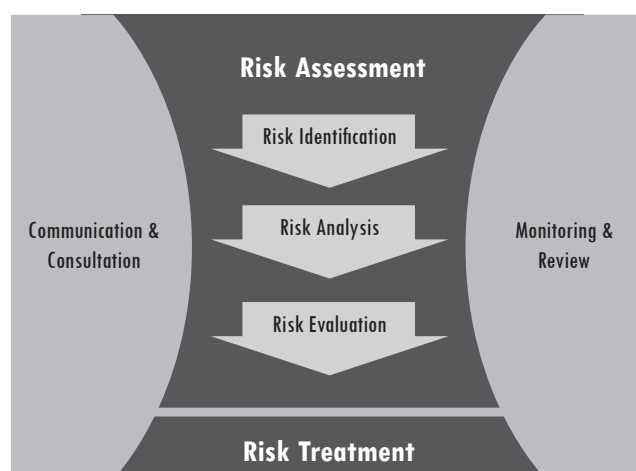 Risk Assessment
Risk Identification
Communication &
Consultation
Risk Analysis
Monitoring &
Review
Risk Evaluation
Risk Treatment